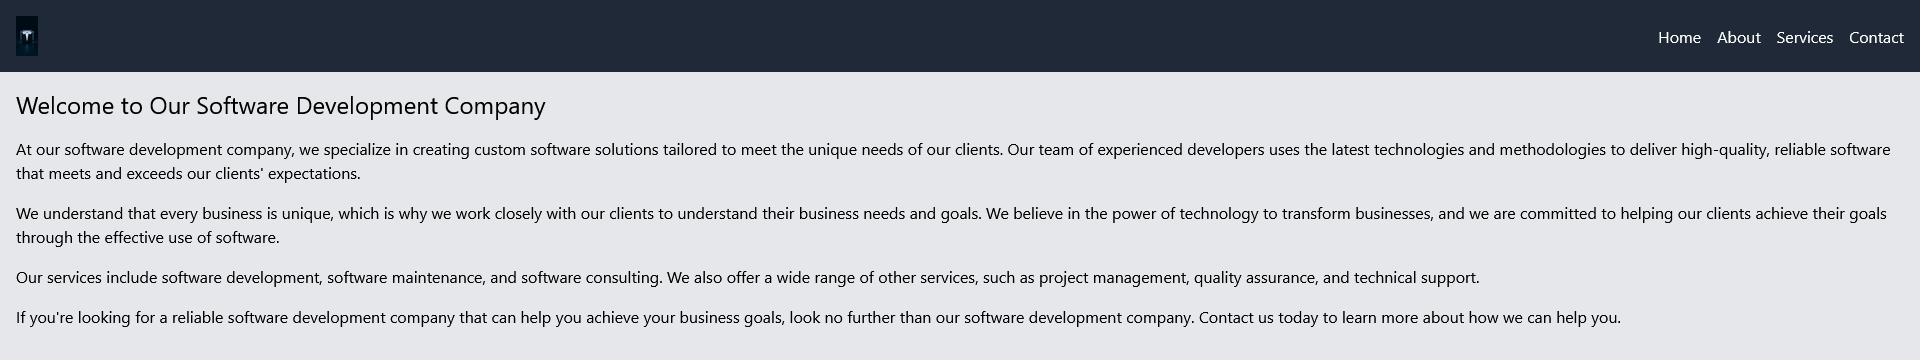 Home About Services Contact
Welcome to Our Software Development Company
At our software development company, we specialize in creating custom software solutions tailored to meet the unique needs of our clients. Our team of experienced developers uses the latest technologies and methodologies to deliver high-quality, reliable software
that meets and exceeds our clients' expectations.
We understand that every business is unique, which is why we work closely with our clients to understand their business needs and goals. We believe in the power of technology to transform businesses, and we are committed to helping our clients achieve their goals
through the effective use of software.
Our services include software development, software maintenance, and software consulting. We also offer a wide range of other services, such as project management, quality assurance, and technical support.
If you're looking for a reliable software development company that can help you achieve your business goals, look no further than our software development company. Contact us today to learn more about how we can help you.